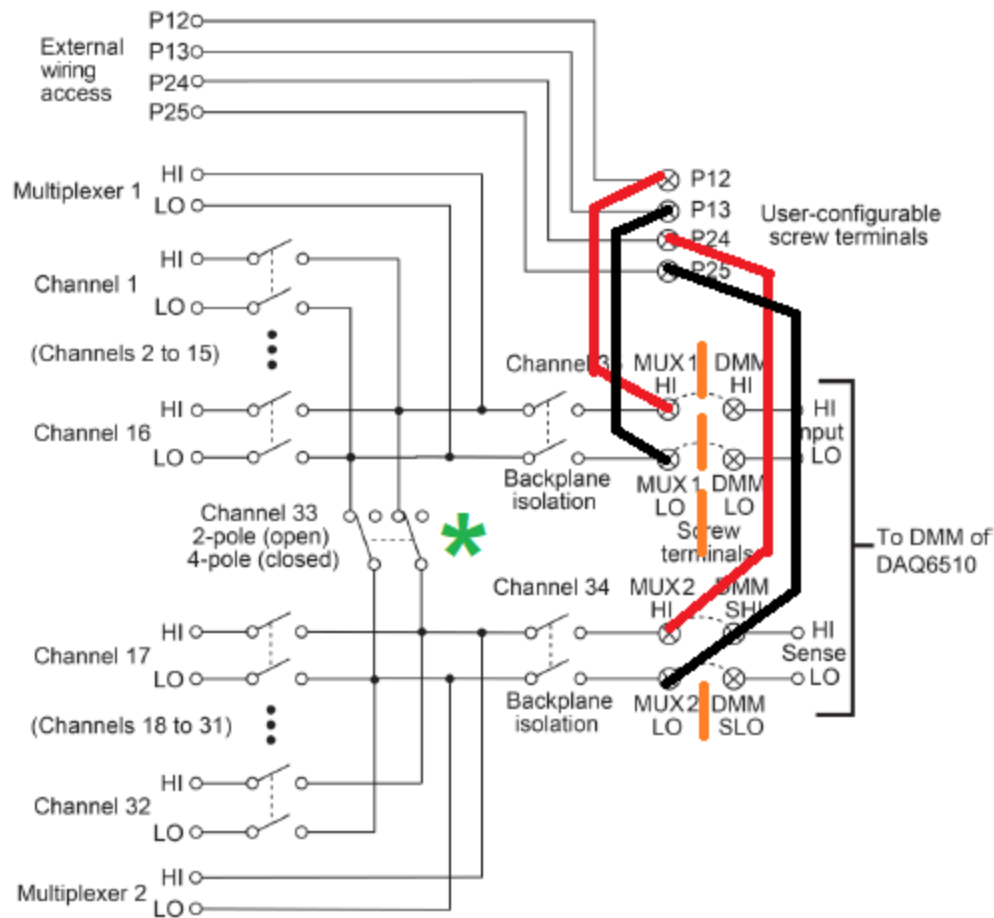 P12
External P13
wiring
access P24
P25
HI
Multiplexer 1
LO
P12
P13
User-configurable
P24 screw terminals
P25
HI
Channel 1
LO
(Channels 2 to 15)
Channel MUX 1 DMM
HI HI
HI
Channel 16
LO
HI
LO
Backplane
isolation
MUX 1 DMM
LO LO
Screw
terminals
Channel 33
2-pole (open)
4-pole (closed)
*
To DMM of
DAQ6510
Channel 34 MUX2 DMM
HI SHI
HI
Channel 17
LO
HI
Sense
LO
Backplane
isolation
MUX2 DMM
LO SLO
(Channels 18 to 31)
HI
Channel 32
LO
HI
Multiplexer 2
LO